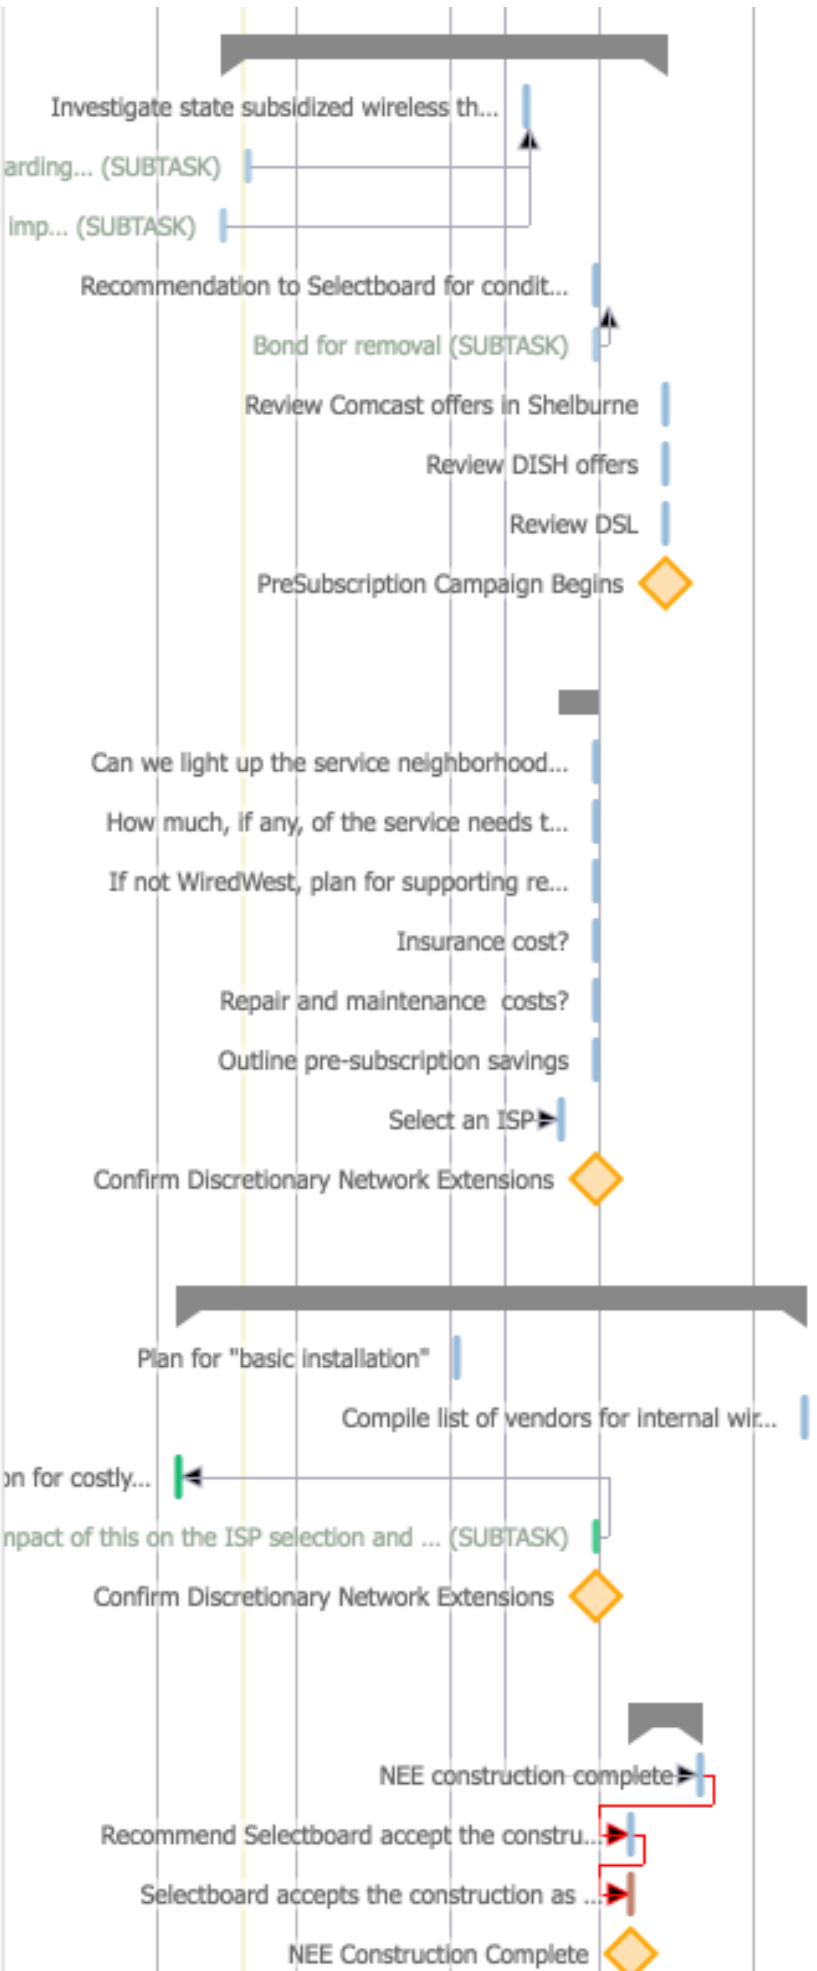 Investigate state subsidized wireless th...
arding... (SUBTASK)
imp... (SUBTASK)
Recommendation to Selectboard for condit...
Bond for removal (SUBTASK)
Review Comcast offers in Shelburne
Review DISH offers
Review DSL
PreSubscription Campaign Begins
Can we light up the service neighborhood...
How much, if any, of the service needs t...
If not WiredWest, plan for supporting re...
Insurance cost?
Repair and maintenance costs?
Outline pre-subscription savings
Select an ISP
Confirm Discretionary Network Extensions
Plan for "basic installation"
Compile list of vendors for internal wir...
on for costly...
mpact of this on the ISP selection and ... (SUBTASK)
Confirm Discretionary Network Extensions
NEE construction complete
Recommend Selectboard accept the constru...
Selectboard accepts the construction as ...
NEE Construction Complete